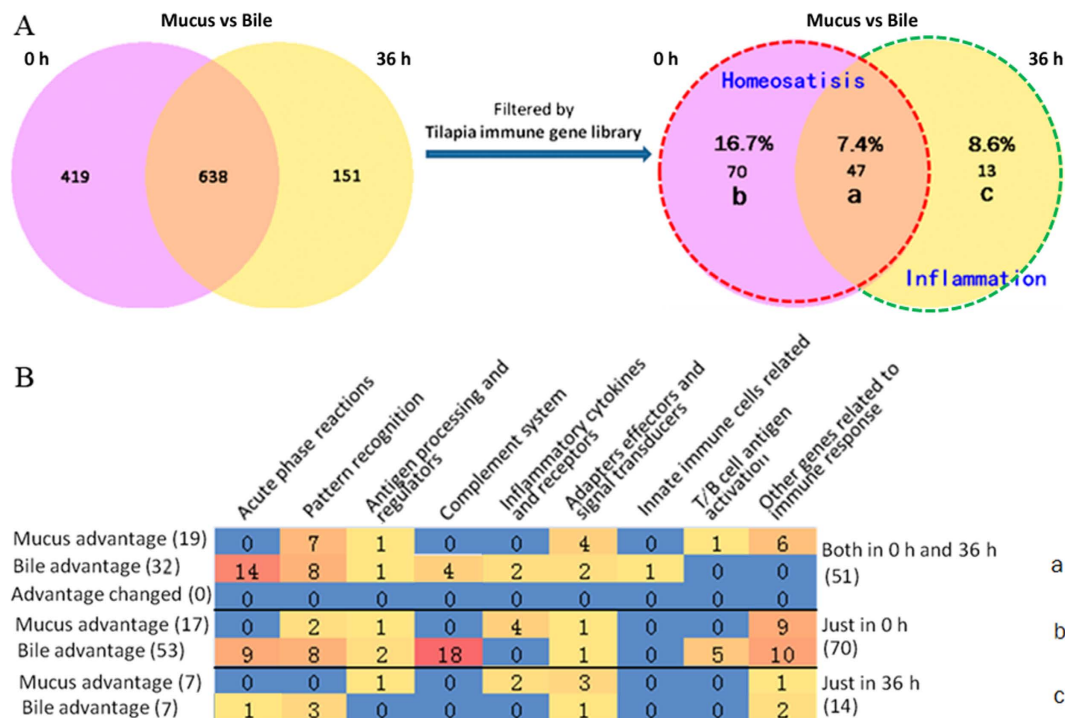 A
Mucus vs Bile
0 h
36 h
419
638
151
Filtered by
Tilapia immune gene library
Mucus vs Bile
0 h
36 h
Homeosatisis
16.7%
7.4%
8.6%
70
47
13
b
a
c
Inflammation
B
Acute phase reactions
Pattern recognition
Antigen processing and
regulators
Complement system
Inflammatory cytokines
and receptors
Adapters effectors and
signal transducers
Innate immune cells related
T/B cell antigen
activation
Other genes related to
immune response
Mucus advantage (19) 0 7 1 0 0 4 0 1 6
Bile advantage (32) 14 8 1 4 2 2 1 0 0
Advantage changed (0) 0 0 0 0 0 0 0 0 0
Both in 0 h and 36 h
(51)
a
Mucus advantage (17) 0 2 1 0 4 1 0 0 9
Bile advantage (53) 9 8 2 18 0 1 0 5 10
Just in 0 h
(70)
b
Mucus advantage (7) 0 0 1 0 2 3 0 0 1
Bile advantage (7) 1 3 0 0 0 1 0 0 2
Just in 36 h
(14)
c